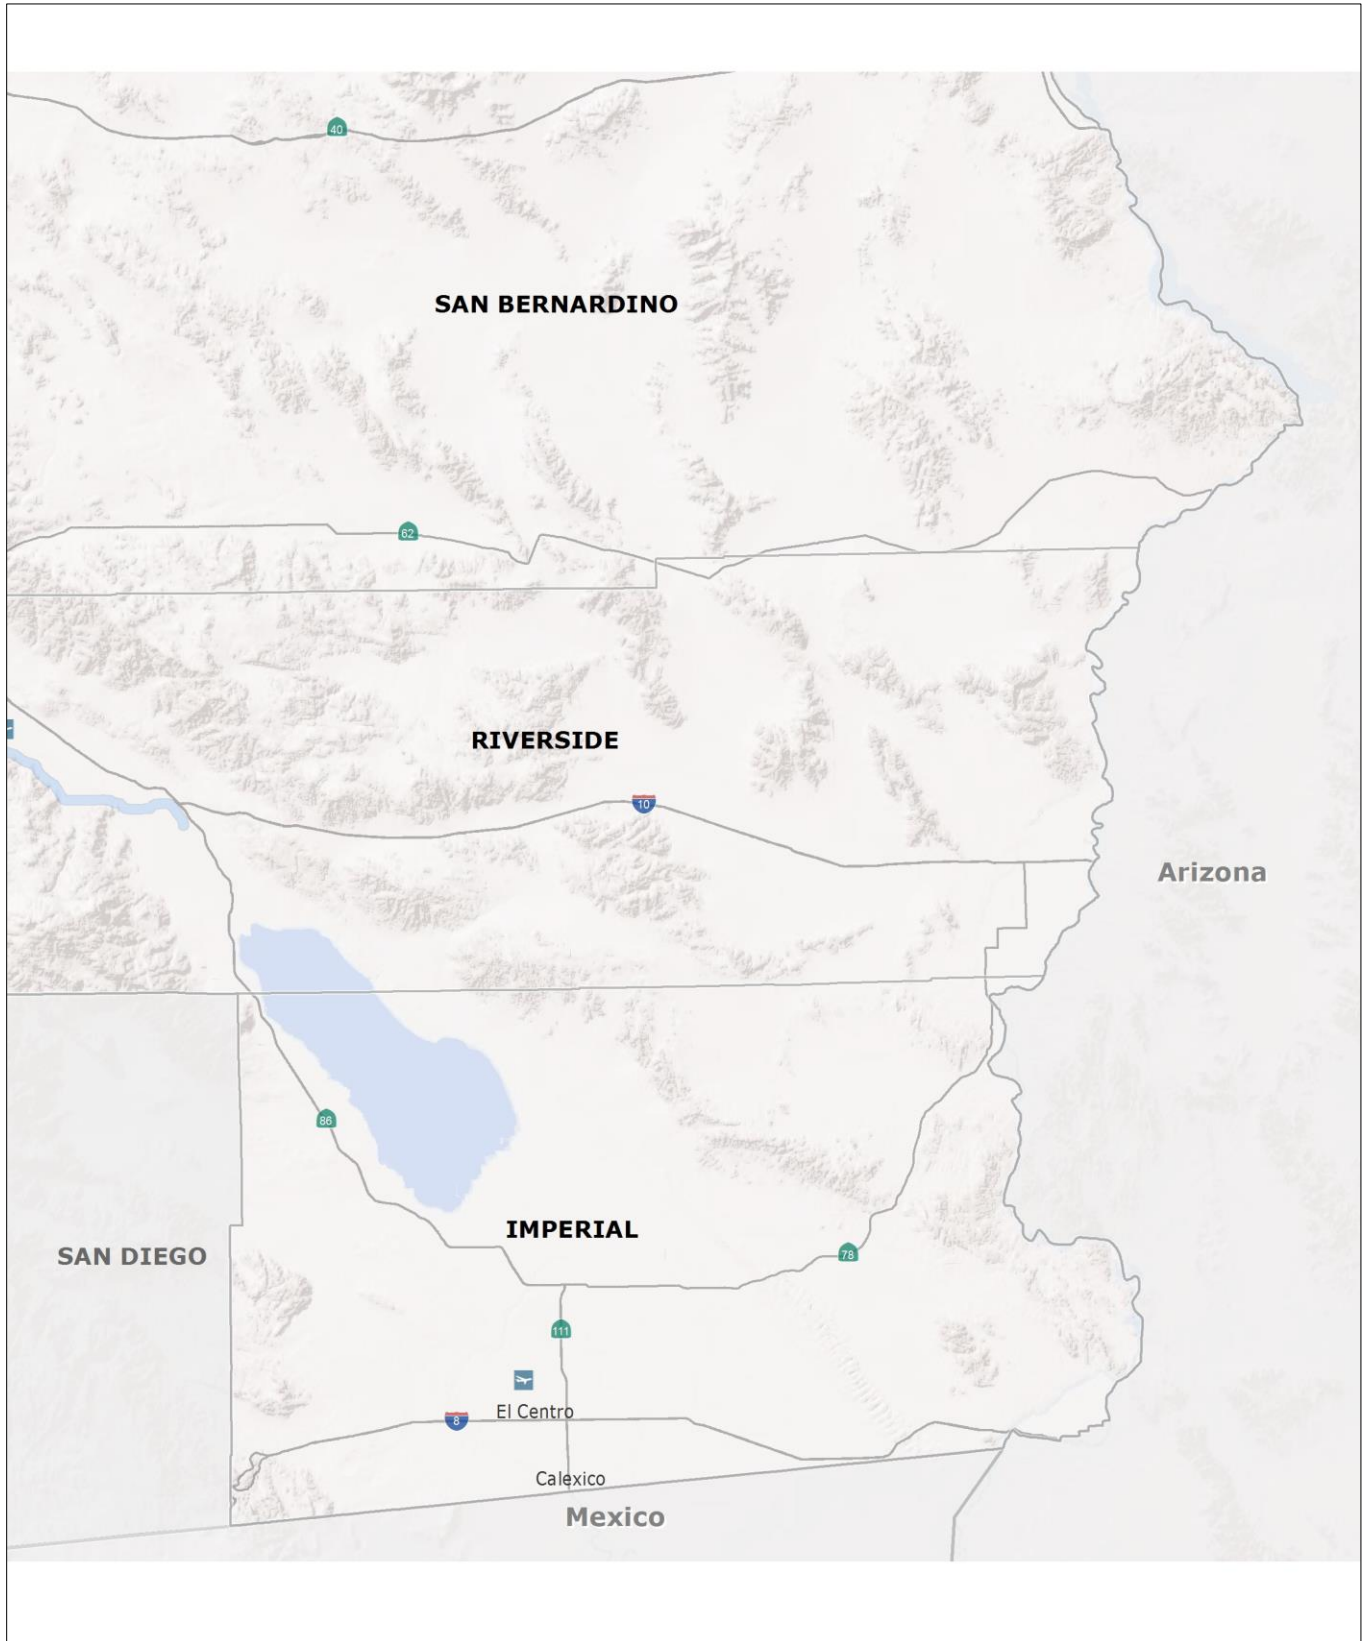 40
SAN BERNARDINO
62
RIVERSIDE
10
Arizona
86
IMPERIAL
SAN DIEGO
78
111
El Centro
8
Calexico
Mexico